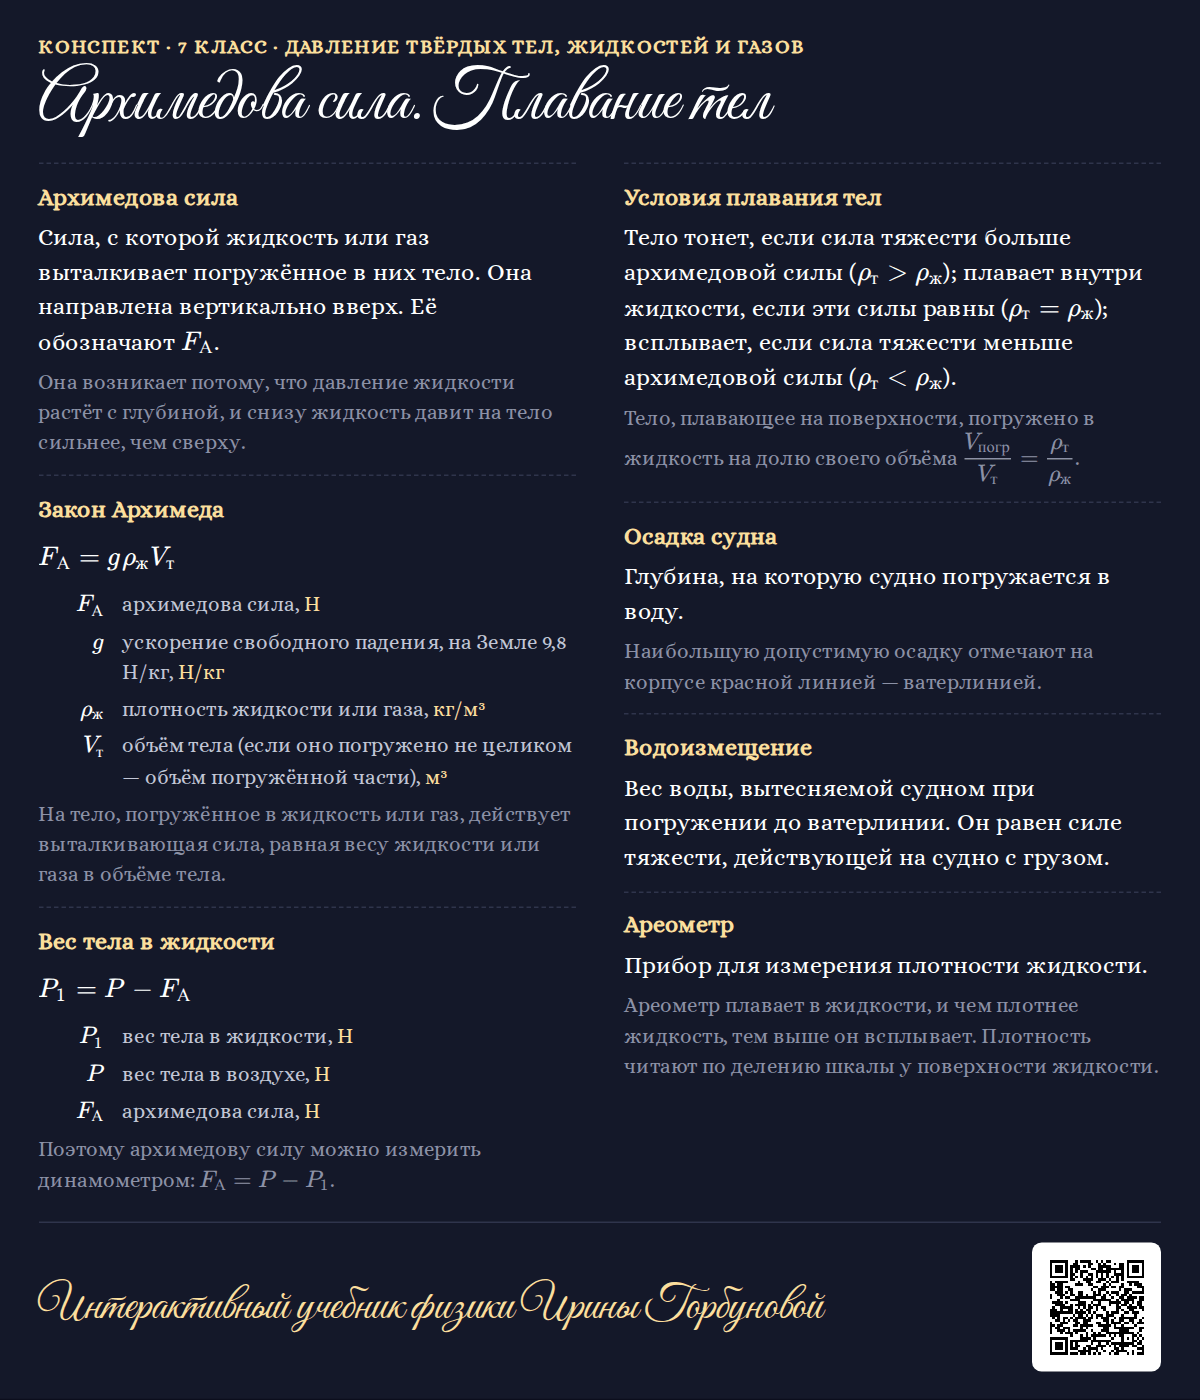 КОНСПЕКТ · 7 КЛАСС · ДАВЛЕНИЕ ТВЁРДЫХ ТЕЛ, ЖИДКОСТЕЙ И ГАЗОВ
Архимедова сила. Плавание тел
Архимедова сила
Сила, с которой жидкость или газ
выталкивает погружённое в них тело. Она
направлена вертикально вверх. Её
обозначают F_А.
Она возникает потому, что давление жидкости
растёт с глубиной, и снизу жидкость давит на тело
сильнее, чем сверху.
Закон Архимеда
F_А = gρ_жV_т
F_А архимедова сила, Н
g ускорение свободного падения, на Земле 9,8
Н/кг, Н/кг
ρ_ж плотность жидкости или газа, кг/м³
V_т объём тела (если оно погружено не целиком
— объём погружённой части), м³
На тело, погружённое в жидкость или газ, действует
выталкивающая сила, равная весу жидкости или
газа в объёме тела.
Вес тела в жидкости
P₁ = P − F_А
P₁ вес тела в жидкости, Н
P вес тела в воздухе, Н
F_А архимедова сила, Н
Поэтому архимедову силу можно измерить
динамометром: F_А = P − P₁.
Условия плавания тел
Тело тонет, если сила тяжести больше
архимедовой силы (ρ_т > ρ_ж); плавает внутри
жидкости, если эти силы равны (ρ_т = ρ_ж);
всплывает, если сила тяжести меньше
архимедовой силы (ρ_т < ρ_ж).
Тело, плавающее на поверхности, погружено в
жидкость на долю своего объёма V_погр/V_т = ρ_т/ρ_ж.
Осадка судна
Глубина, на которую судно погружается в
воду.
Наибольшую допустимую осадку отмечают на
корпусе красной линией — ватерлинией.
Водоизмещение
Вес воды, вытесняемой судном при
погружении до ватерлинии. Он равен силе
тяжести, действующей на судно с грузом.
Ареометр
Прибор для измерения плотности жидкости.
Ареометр плавает в жидкости, и чем плотнее
жидкость, тем выше он всплывает. Плотность
читают по делению шкалы у поверхности жидкости.
Интерактивный учебник физики Ирины Горбуновой